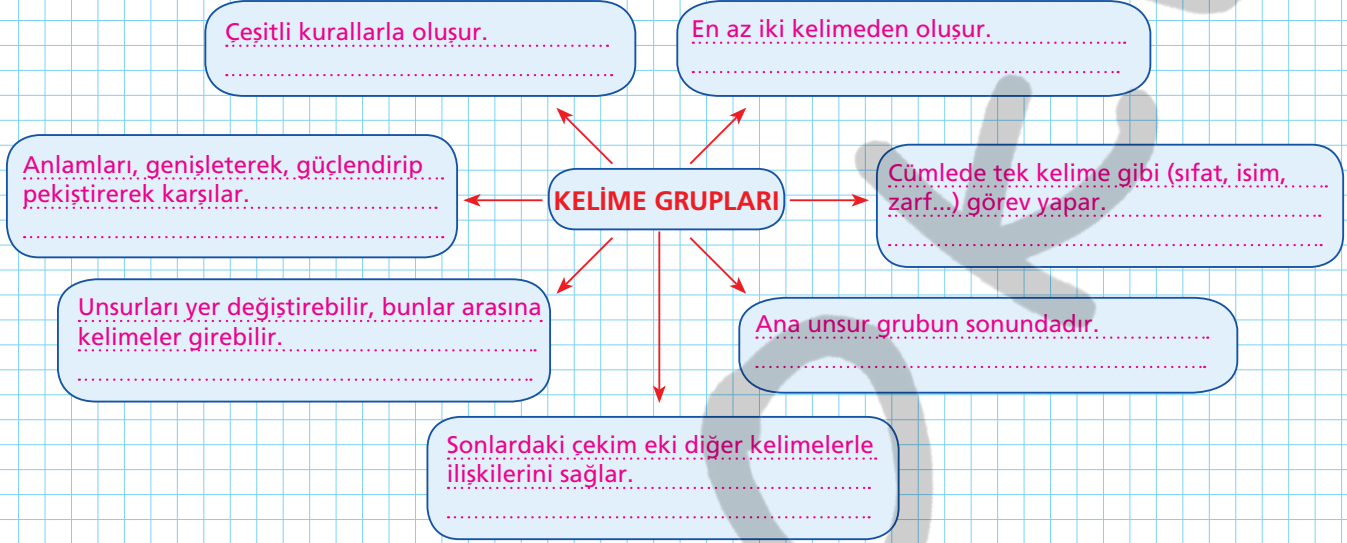 Çeşitli kurallarla oluşur.
En az iki kelimeden oluşur.
Anlamları, genişleterek, güçlendirip
pekiştirerek karşılar.
KELİME GRUPLARI
Cümlede tek kelime gibi (sıfat, isim,
zarf...) görev yapar.
Unsurları yer değiştirebilir, bunlar arasına
kelimeler girebilir.
Ana unsur grubun sonundadır.
Sonlardaki çekim eki diğer kelimelerle
ilişkilerini sağlar.